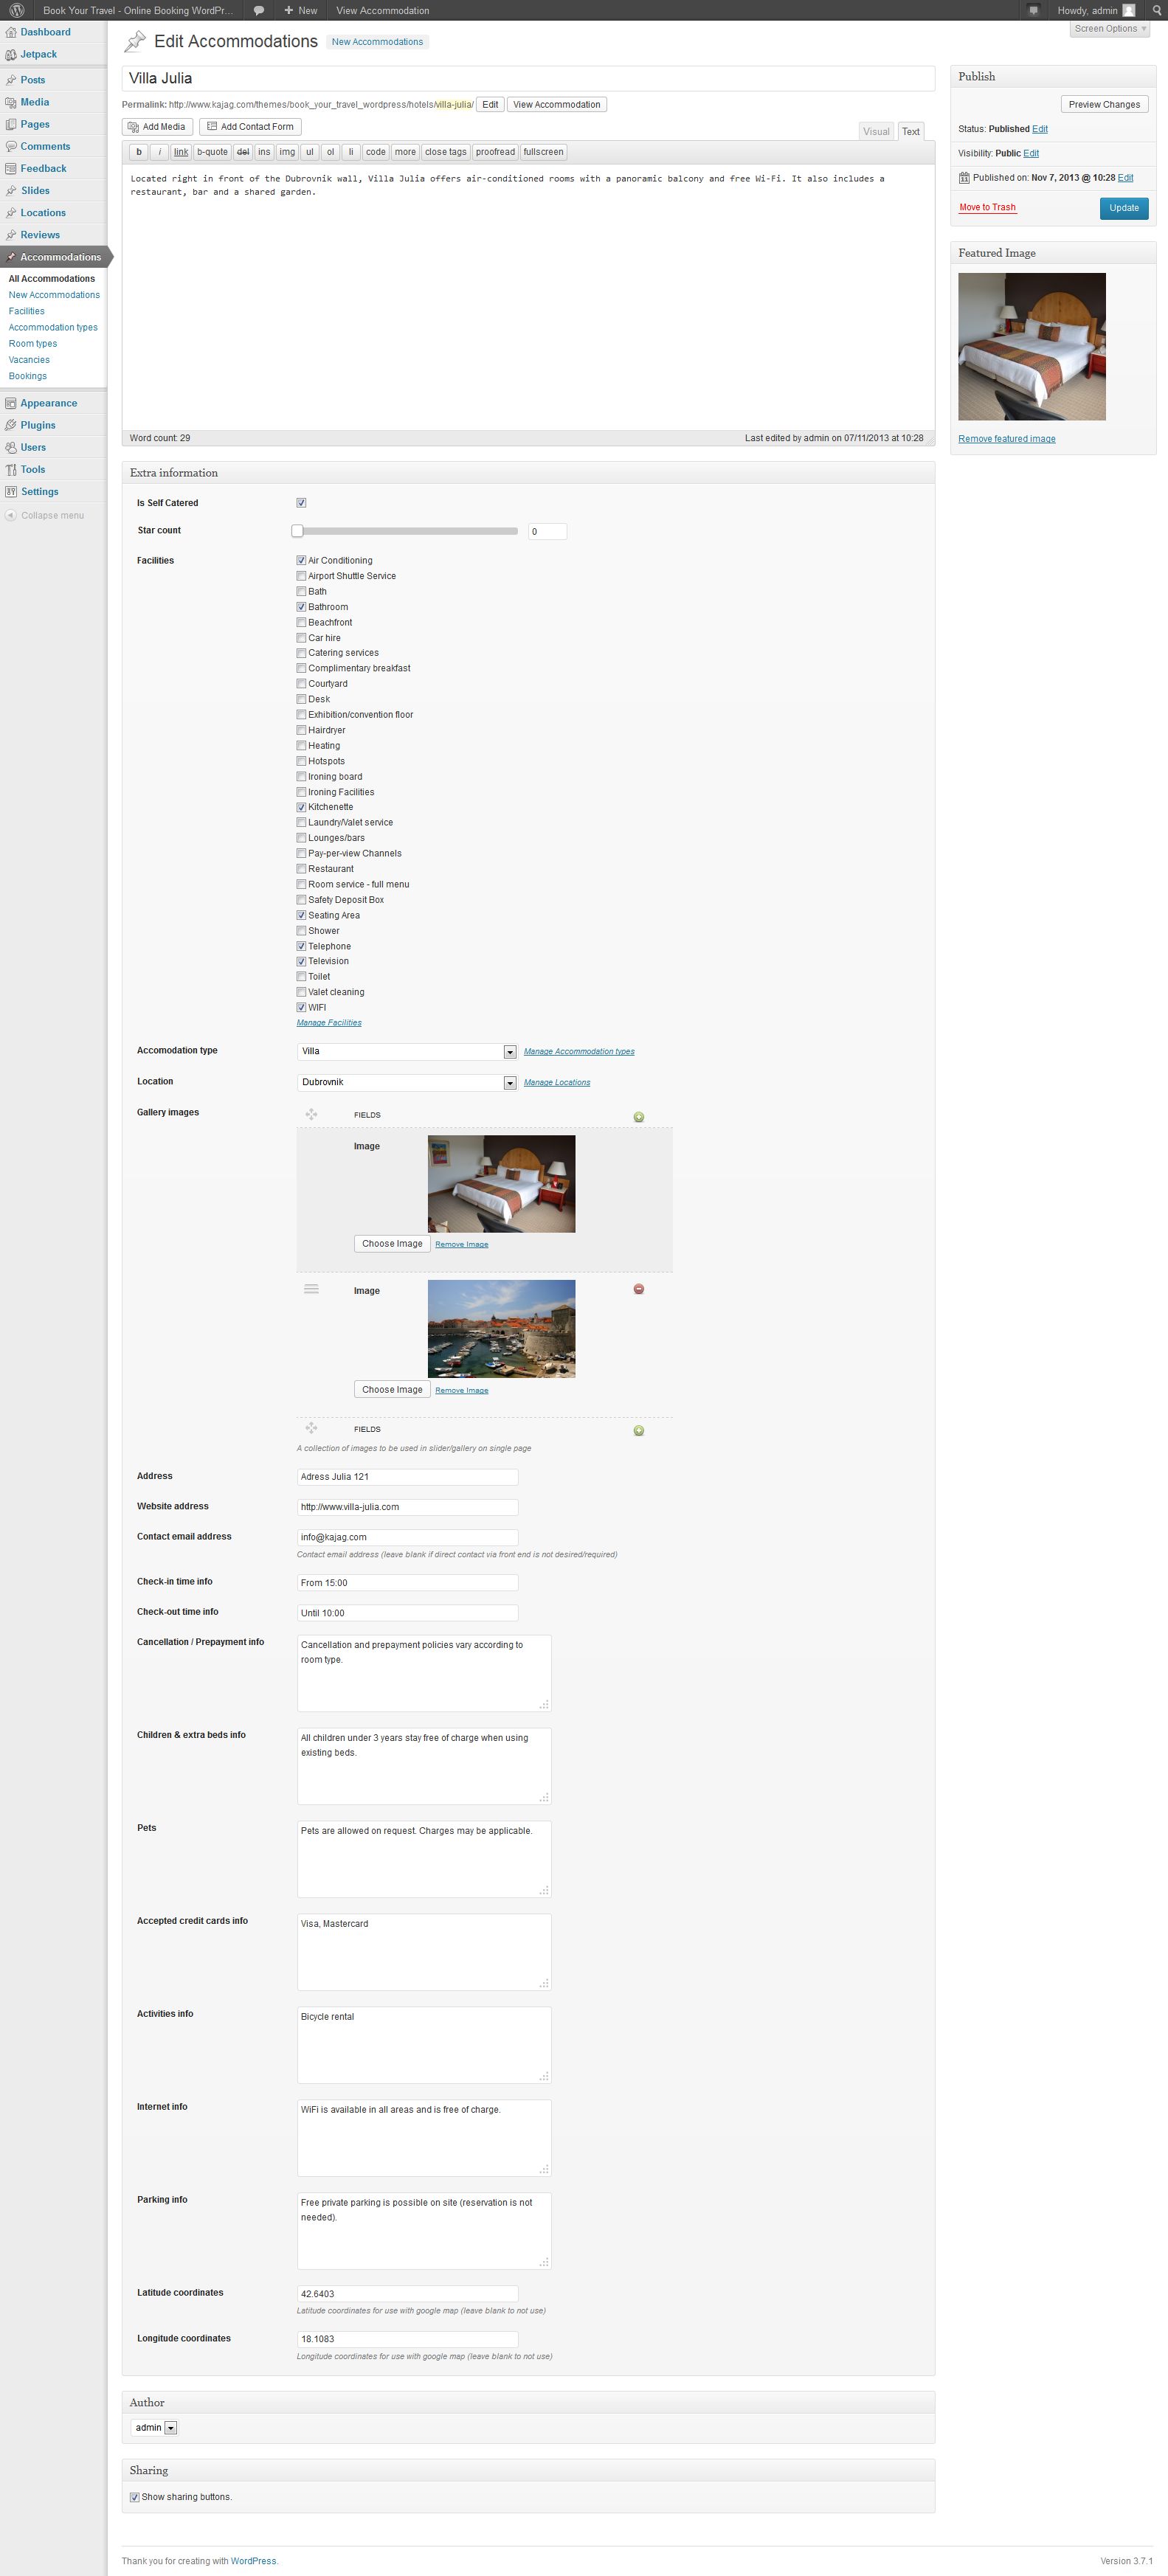 Book Your Travel - Online Booking WordPr... New View Accommodation Howdy, admin
Screen Options
Dashboard
Jetpack
Posts
Media
Pages
Comments
Feedback
Slides
Locations
Reviews
Accommodations
All Accommodations
New Accommodations
Facilities
Accommodation types
Room types
Vacancies
Bookings
Appearance
Plugins
Users
Tools
Settings
Collapse menu
Edit Accommodations New Accommodations
Villa Julia
Permalink: http://www.kajag.com/themes/book_your_travel_wordpress/hotels/villa-julia/ Edit View Accommodation
Add Media Add Contact Form Visual Text
b i link b-quote del ins img ul ol li code more close tags proofread fullscreen
Located right in front of the Dubrovnik wall, Villa Julia offers air-conditioned rooms with a panoramic balcony and free Wi-Fi. It also includes a
restaurant, bar and a shared garden.
Word count: 29 Last edited by admin on 07/11/2013 at 10:28
Publish
Preview Changes
Status: Published Edit
Visibility: Public Edit
Published on: Nov 7, 2013 @ 10:28 Edit
Move to Trash Update
Featured Image
Remove featured image
Extra information
Is Self Catered
Star count 0
Facilities Air Conditioning
Airport Shuttle Service
Bath
Bathroom
Beachfront
Car hire
Catering services
Complimentary breakfast
Courtyard
Desk
Exhibition/convention floor
Hairdryer
Heating
Hotspots
Ironing board
Ironing Facilities
Kitchenette
Laundry/Valet service
Lounges/bars
Pay-per-view Channels
Restaurant
Room service - full menu
Safety Deposit Box
Seating Area
Shower
Telephone
Television
Toilet
Valet cleaning
WIFI
Manage Facilities
Accomodation type Villa Manage Accommodation types
Location Dubrovnik Manage Locations
Gallery images FIELDS
Image
Choose Image Remove Image
Image
Choose Image Remove Image
FIELDS
A collection of images to be used in slider/gallery on single page
Address Adress Julia 121
Website address http://www.villa-julia.com
Contact email address info@kajag.com
Contact email address (leave blank if direct contact via front end is not desired/required)
Check-in time info From 15:00
Check-out time info Until 10:00
Cancellation / Prepayment info Cancellation and prepayment policies vary according to
room type.
Children & extra beds info All children under 3 years stay free of charge when using
existing beds.
Pets Pets are allowed on request. Charges may be applicable.
Accepted credit cards info Visa, Mastercard
Activities info Bicycle rental
Internet info WiFi is available in all areas and is free of charge.
Parking info Free private parking is possible on site (reservation is not
needed).
Latitude coordinates 42.6403
Latitude coordinates for use with google map (leave blank to not use)
Longitude coordinates 18.1083
Longitude coordinates for use with google map (leave blank to not use)
Author
admin
Sharing
Show sharing buttons.
Thank you for creating with WordPress. Version 3.7.1